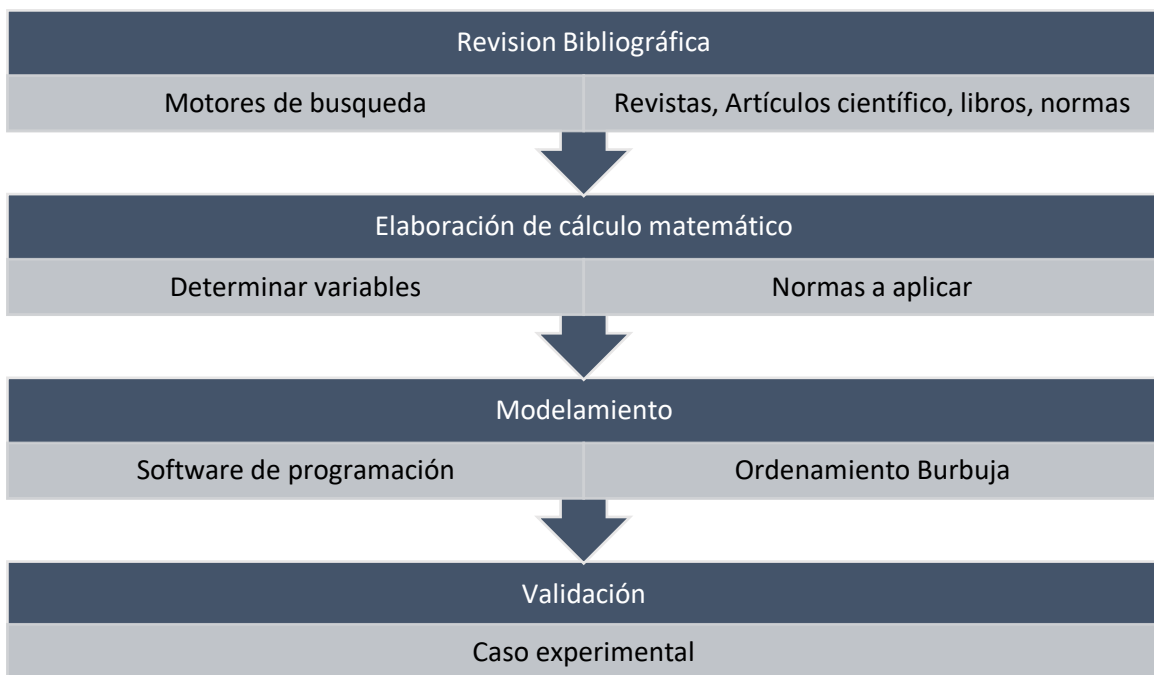 Revision Bibliográfica
Motores de busqueda
Revistas, Artículos científico, libros, normas
Elaboración de cálculo matemático
Determinar variables
Normas a aplicar
Modelamiento
Software de programación
Ordenamiento Burbuja
Validación
Caso experimental